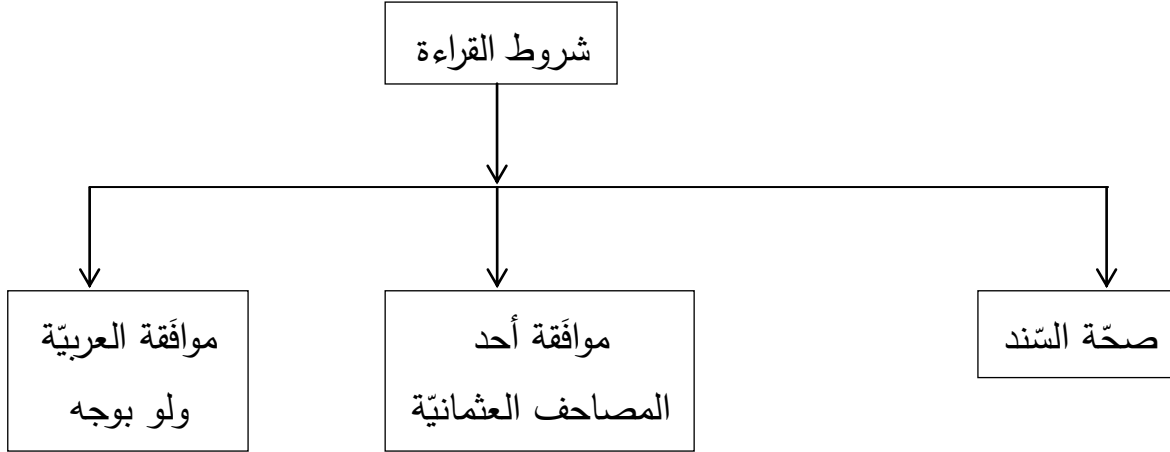 شروط القراءة
صحّة السّند
موافَقة أحد
المصاحف العثمانيّة
موافَقة العربيّة
ولو بوجه